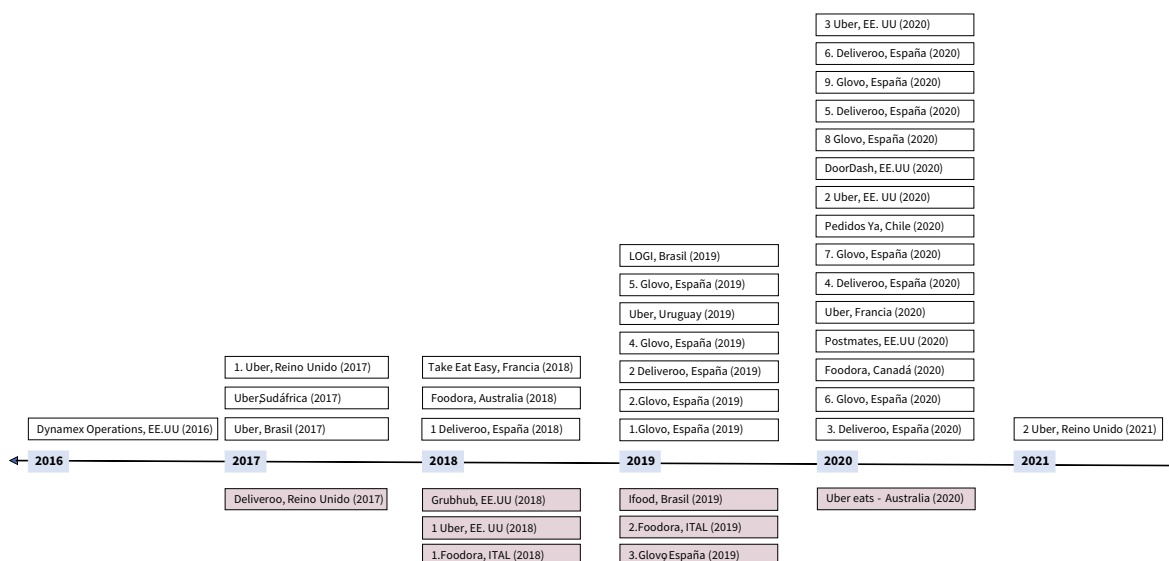 3 Uber, EE. UU (2020)
6. Deliveroo, España (2020)
9. Glovo, España (2020)
5. Deliveroo, España (2020)
8 Glovo, España (2020)
DoorDash, EE.UU (2020)
2 Uber, EE. UU (2020)
Pedidos Ya, Chile (2020)
7. Glovo, España (2020)
4. Deliveroo, España (2020)
Uber, Francia (2020)
Postmates, EE.UU (2020)
Foodora, Canadá (2020)
6. Glovo, España (2020)
3. Deliveroo, España (2020)
LOGI, Brasil (2019)
5. Glovo, España (2019)
Uber, Uruguay (2019)
4. Glovo, España (2019)
2 Deliveroo, España (2019)
2.Glovo, España (2019)
1.Glovo, España (2019)
Take Eat Easy, Francia (2018)
Foodora, Australia (2018)
1 Deliveroo, España (2018)
1. Uber, Reino Unido (2017)
Uber,Sudáfrica (2017)
Uber, Brasil (2017)
Dynamex Operations, EE.UU (2016)
2 Uber, Reino Unido (2021)
2016
2017
2018
2019
2020
2021
Deliveroo, Reino Unido (2017)
Grubhub, EE.UU (2018)
1 Uber, EE. UU (2018)
1.Foodora, ITAL (2018)
Ifood, Brasil (2019)
2.Foodora, ITAL (2019)
3.Glovo, España (2019)
Uber eats - Australia (2020)